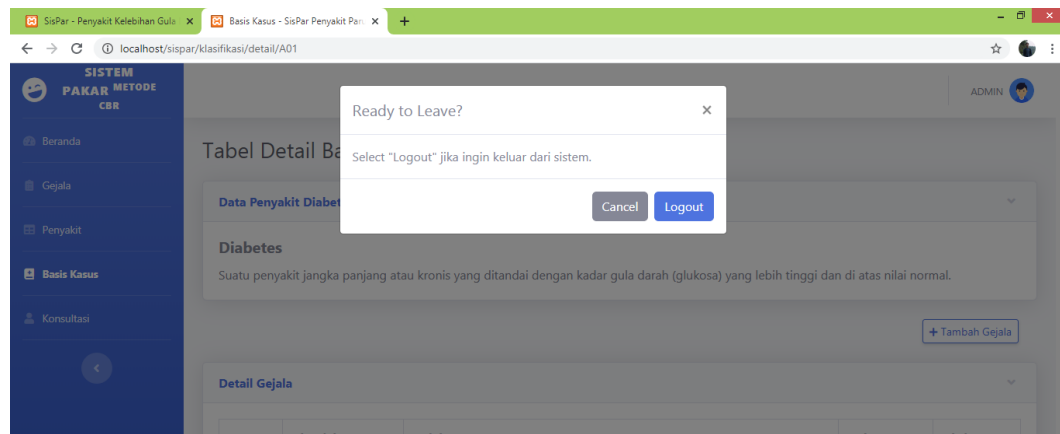 SisPar - Penyakit Kelebihan Gula
Basis Kasus - SisPar Penyakit Par
localhost/sispar/klasifikasi/detail/A01
SISTEM
PAKAR METODE
CBR
ADMIN
Ready to Leave?
Select "Logout" jika ingin keluar dari sistem.
Cancel
Logout
Beranda
Gejala
Penyakit
Basis Kasus
Konsultasi
Tabel Detail Ba
Data Penyakit Diabet
Diabetes
Suatu penyakit jangka panjang atau kronis yang ditandai dengan kadar gula darah (glukosa) yang lebih tinggi dan di atas nilai normal.
+ Tambah Gejala
Detail Gejala